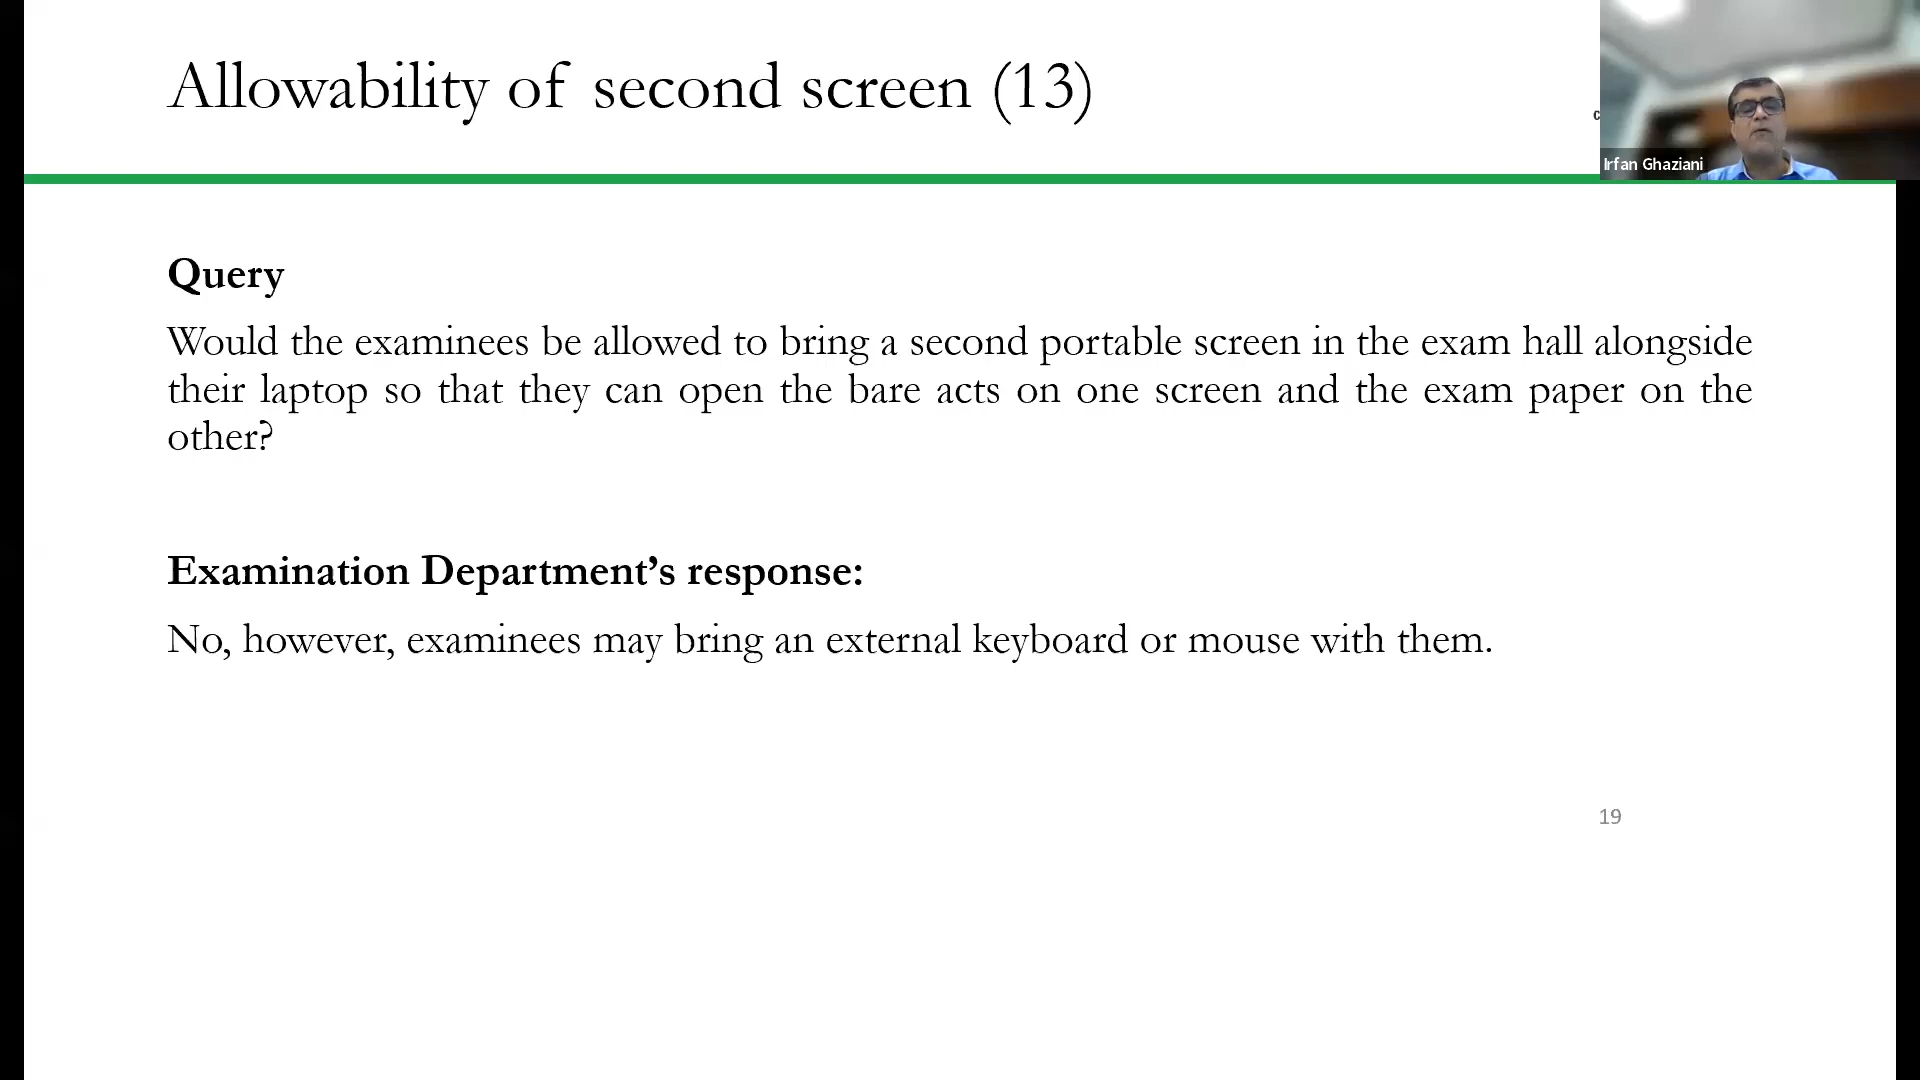 Allowability of second screen (13)
Irfan Ghaziani
Query
Would the examinees be allowed to bring a second portable screen in the exam hall alongside
their laptop so that they can open the bare acts on one screen and the exam paper on the
other?
Examination Department’s response:
No, however, examinees may bring an external keyboard or mouse with them.
19